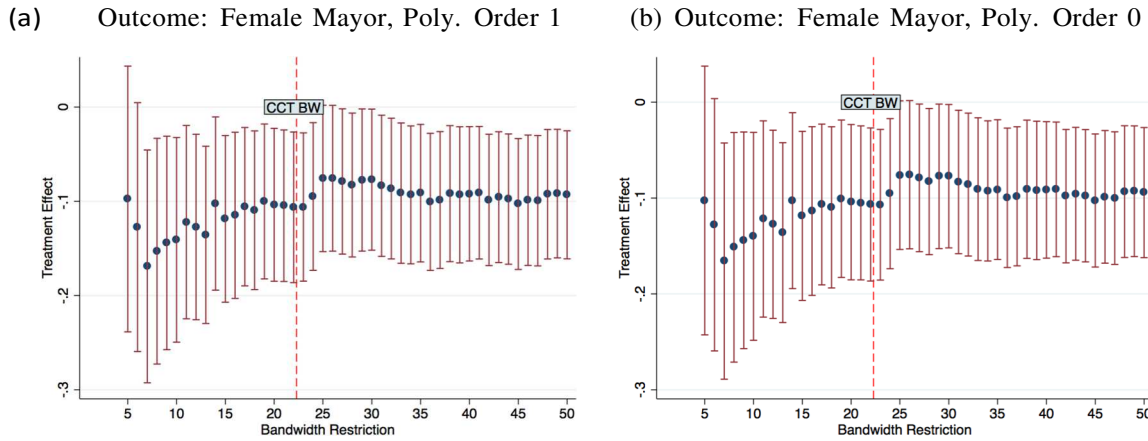 (a) Outcome: Female Mayor, Poly. Order 1
CCT BW
0
-.1
-.2
-.3
Treatment Effect
5 10 15 20 25 30 35 40 45 50
Bandwidth Restriction
(b) Outcome: Female Mayor, Poly. Order 0
CCT BW
0
-.1
-.2
-.3
Treatment Effect
5 10 15 20 25 30 35 40 45 50
Bandwidth Restriction